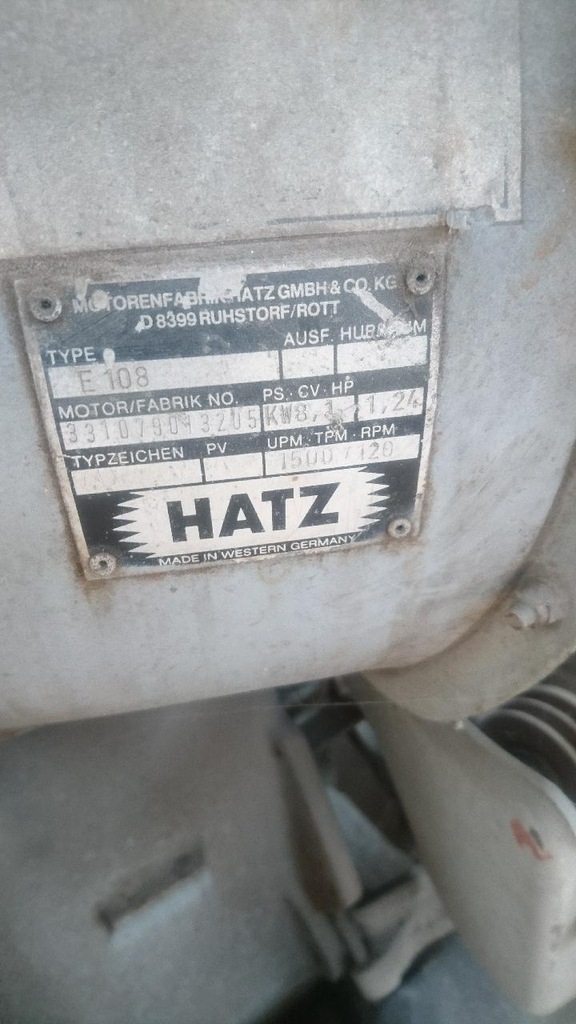 MOTORENFABRIK HATZ GMBH & CO. KG
D 8399 RUHSTORF/ROTT
TYPE AUSF. HUBRAUM
E 108
MOTOR/FABRIK NO. PS · CV · HP
TYPZEICHEN PV UPM · TPM · RPM
HATZ
MADE IN WESTERN GERMANY